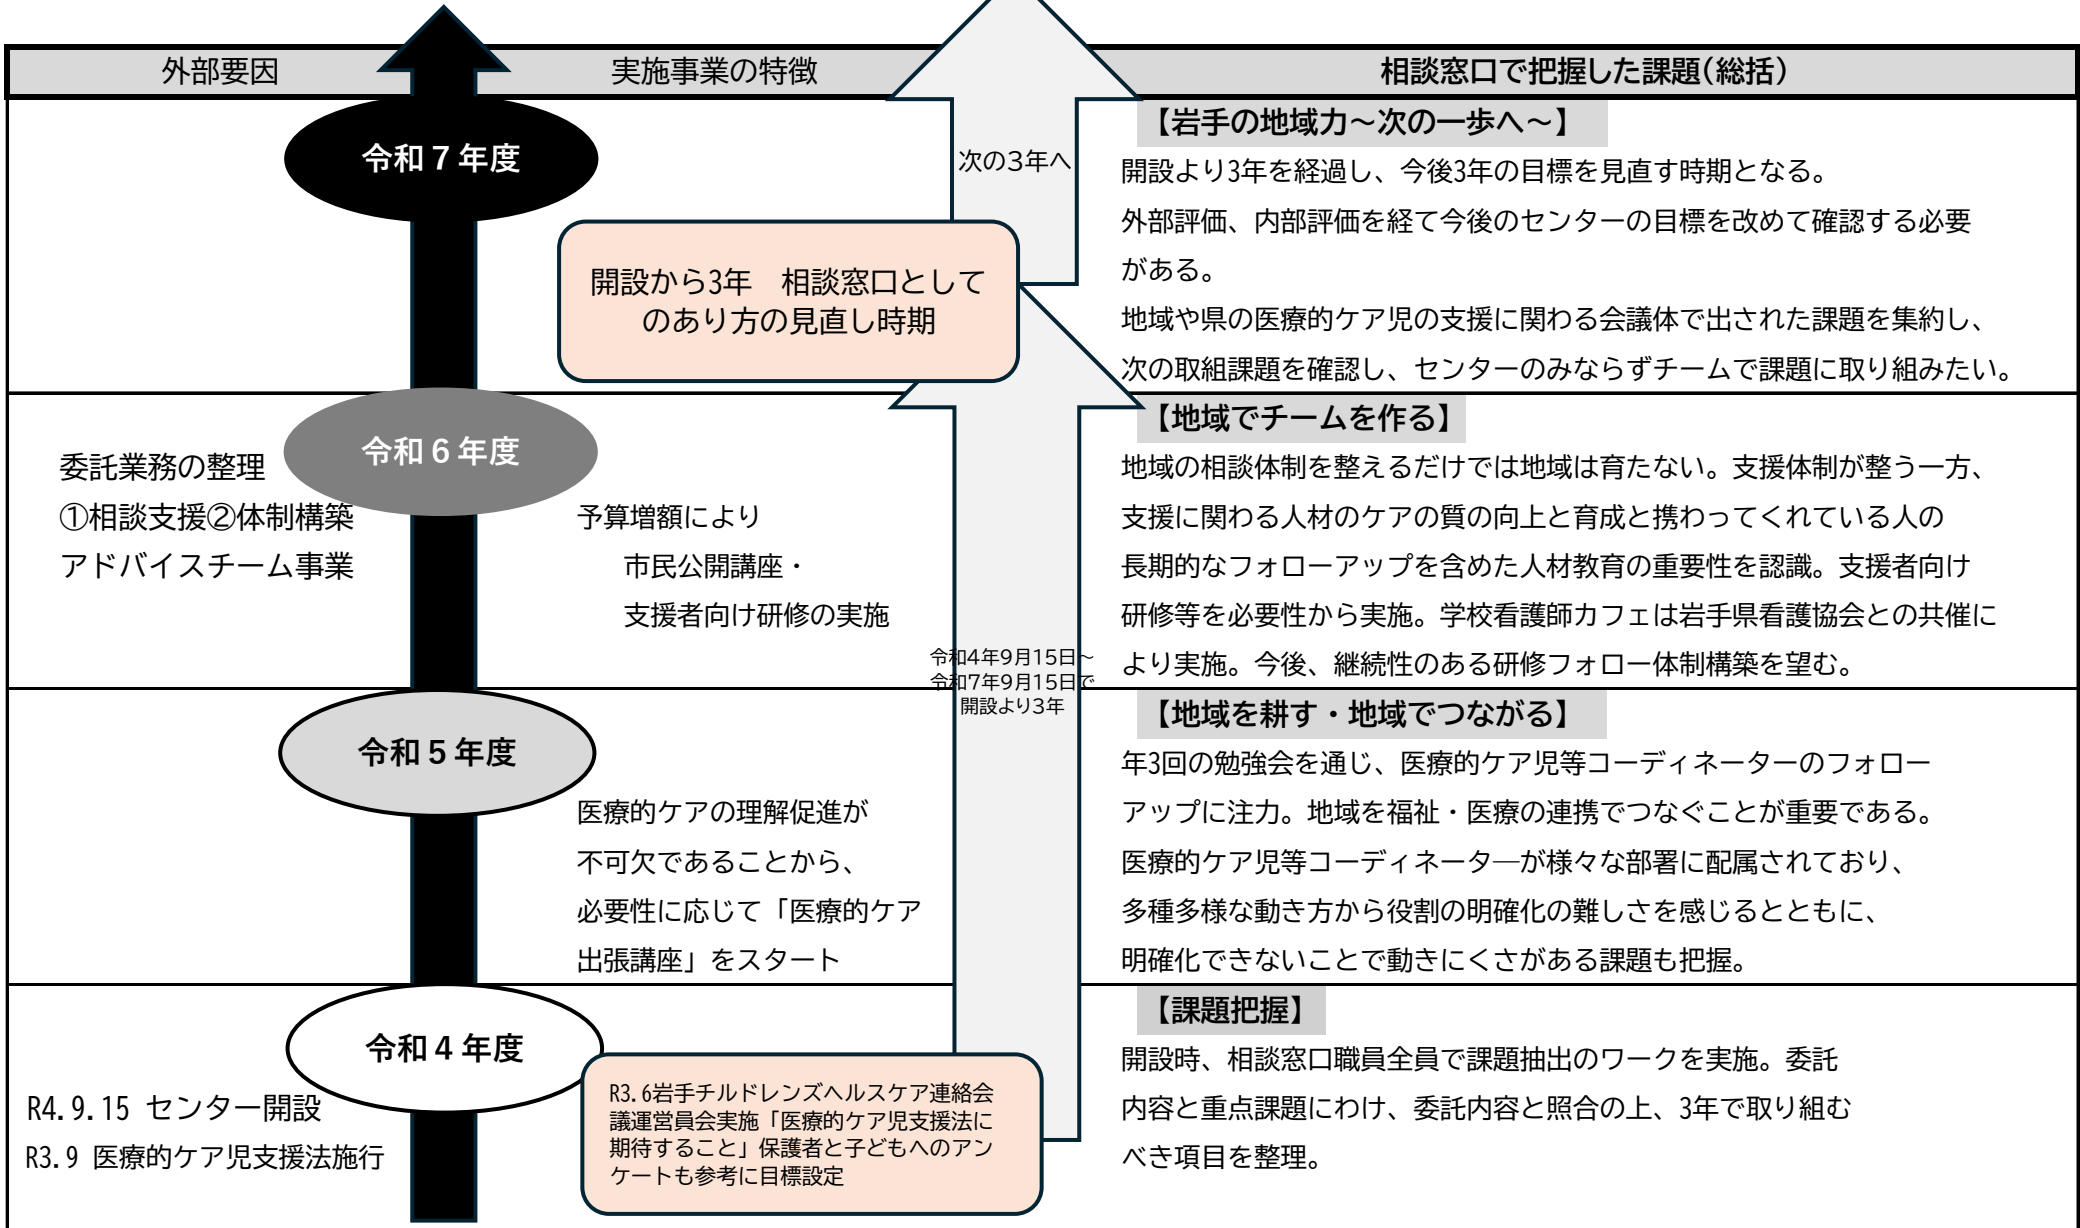 外部要因
実施事業の特徴
相談窓口で把握した課題(総括)
令和７年度
次の3年へ
開設から3年　相談窓口として
のあり方の見直し時期
【岩手の地域力～次の一歩へ～】
開設より3年を経過し、今後3年の目標を見直す時期となる。
外部評価、内部評価を経て今後のセンターの目標を改めて確認する必要
がある。
地域や県の医療的ケア児の支援に関わる会議体で出された課題を集約し、
次の取組課題を確認し、センターのみならずチームで課題に取り組みたい。
令和６年度
委託業務の整理
①相談支援②体制構築
アドバイスチーム事業
予算増額により
市民公開講座・
支援者向け研修の実施
令和4年9月15日～
令和7年9月15日で
開設より3年
【地域でチームを作る】
地域の相談体制を整えるだけでは地域は育たない。支援体制が整う一方、
支援に関わる人材のケアの質の向上と育成と携わってくれている人の
長期的なフォローアップを含めた人材教育の重要性を認識。支援者向け
研修等を必要性から実施。学校看護師カフェは岩手県看護協会との共催に
より実施。今後、継続性のある研修フォロー体制構築を望む。
令和５年度
医療的ケアの理解促進が
不可欠であることから、
必要性に応じて「医療的ケア
出張講座」をスタート
【地域を耕す・地域でつながる】
年3回の勉強会を通じ、医療的ケア児等コーディネーターのフォロー
アップに注力。地域を福祉・医療の連携でつなぐことが重要である。
医療的ケア児等コーディネータ―が様々な部署に配属されており、
多種多様な動き方から役割の明確化の難しさを感じるとともに、
明確化できないことで動きにくさがある課題も把握。
令和４年度
R4.9.15 センター開設
R3.9 医療的ケア児支援法施行
R3.6岩手チルドレンズヘルスケア連絡会
議運営員会実施「医療的ケア児支援法に
期待すること」保護者と子どもへのアン
ケートも参考に目標設定
【課題把握】
開設時、相談窓口職員全員で課題抽出のワークを実施。委託
内容と重点課題にわけ、委託内容と照合の上、3年で取り組む
べき項目を整理。